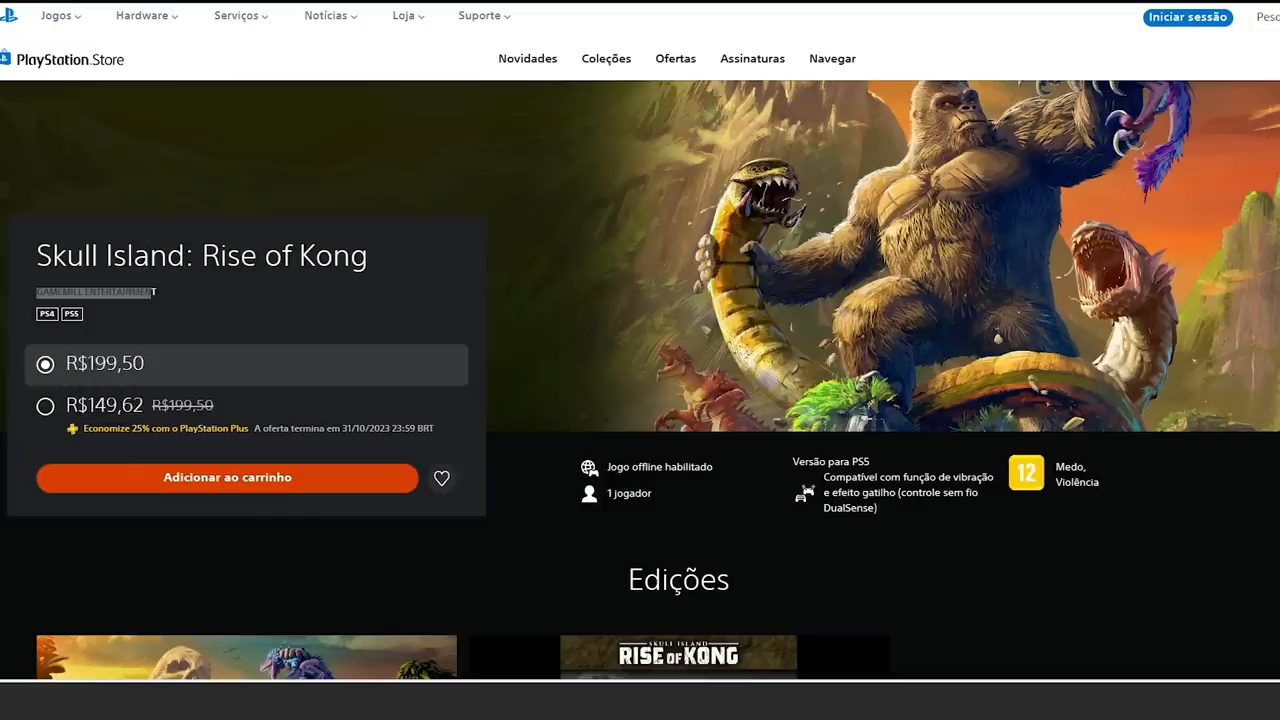 Jogos Hardware Serviços Notícias Loja Suporte Iniciar sessão
PlayStation.Store Novidades Coleções Ofertas Assinaturas Navegar
Skull Island: Rise of Kong
GAMEMILL ENTERTAINMENT
PS4 PS5
R$199,50
R$149,62 R$199,50
Economize 25% com o PlayStation Plus A oferta termina em 31/10/2023 23:59 BRT
Adicionar ao carrinho
Jogo offline habilitado
1 jogador
Versão para PS5
Compatível com função de vibração
e efeito gatilho (controle sem fio
DualSense)
12
Medo,
Violência
Edições
SKULL ISLAND
RISE OF KONG